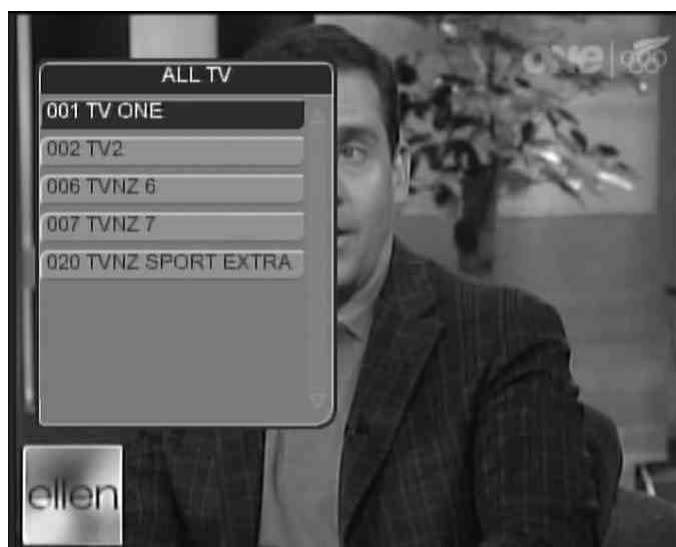 ALL TV
ONE
001 TV ONE
002 TV2
006 TVNZ 6
007 TVNZ 7
020 TVNZ SPORT EXTRA
ellen